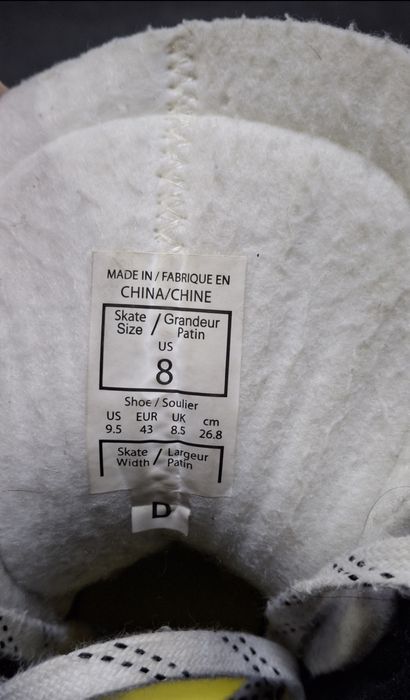 MADE IN / FABRIQUE EN
CHINA/CHINE
Skate / Grandeur
Size Patin
US
8
Shoe / Soulier
US EUR UK cm
9.5 43 8.5 26.8
Skate / Largeur
Width Patin
D